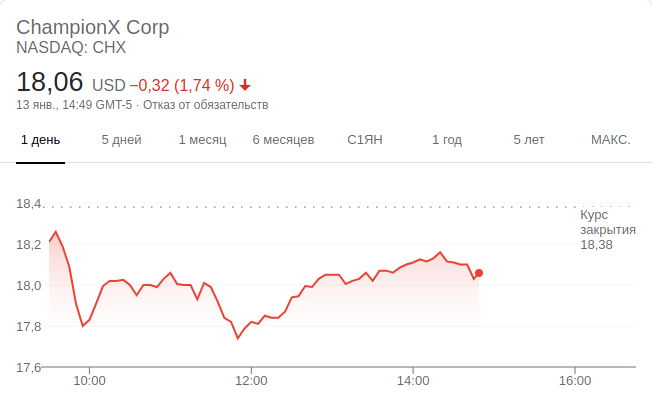 ChampionX Corp
NASDAQ: CHX
18,06 USD −0,32 (1,74 %)
13 янв., 14:49 GMT-5 · Отказ от обязательств
1 день 5 дней 1 месяц 6 месяцев С1ЯН 1 год 5 лет МАКС.
18,4
Курс
закрытия
18,38
18,2
18,0
17,8
17,6
10:00 12:00 14:00 16:00